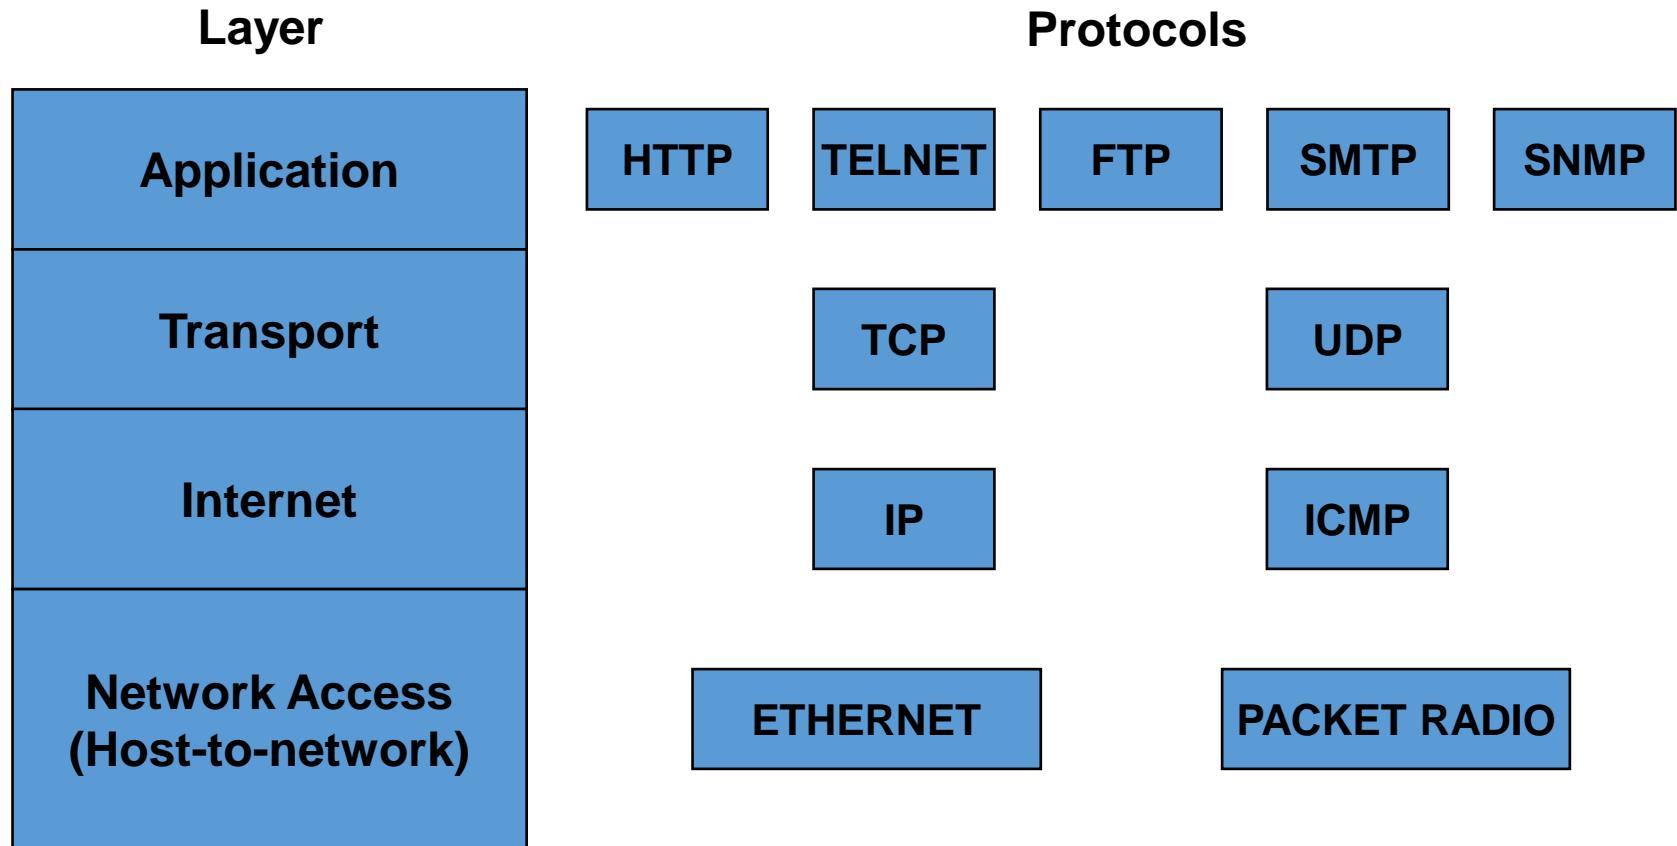 Layer
Protocols
Application
HTTP
TELNET
FTP
SMTP
SNMP
Transport
TCP
UDP
Internet
IP
ICMP
Network Access
(Host-to-network)
ETHERNET
PACKET RADIO